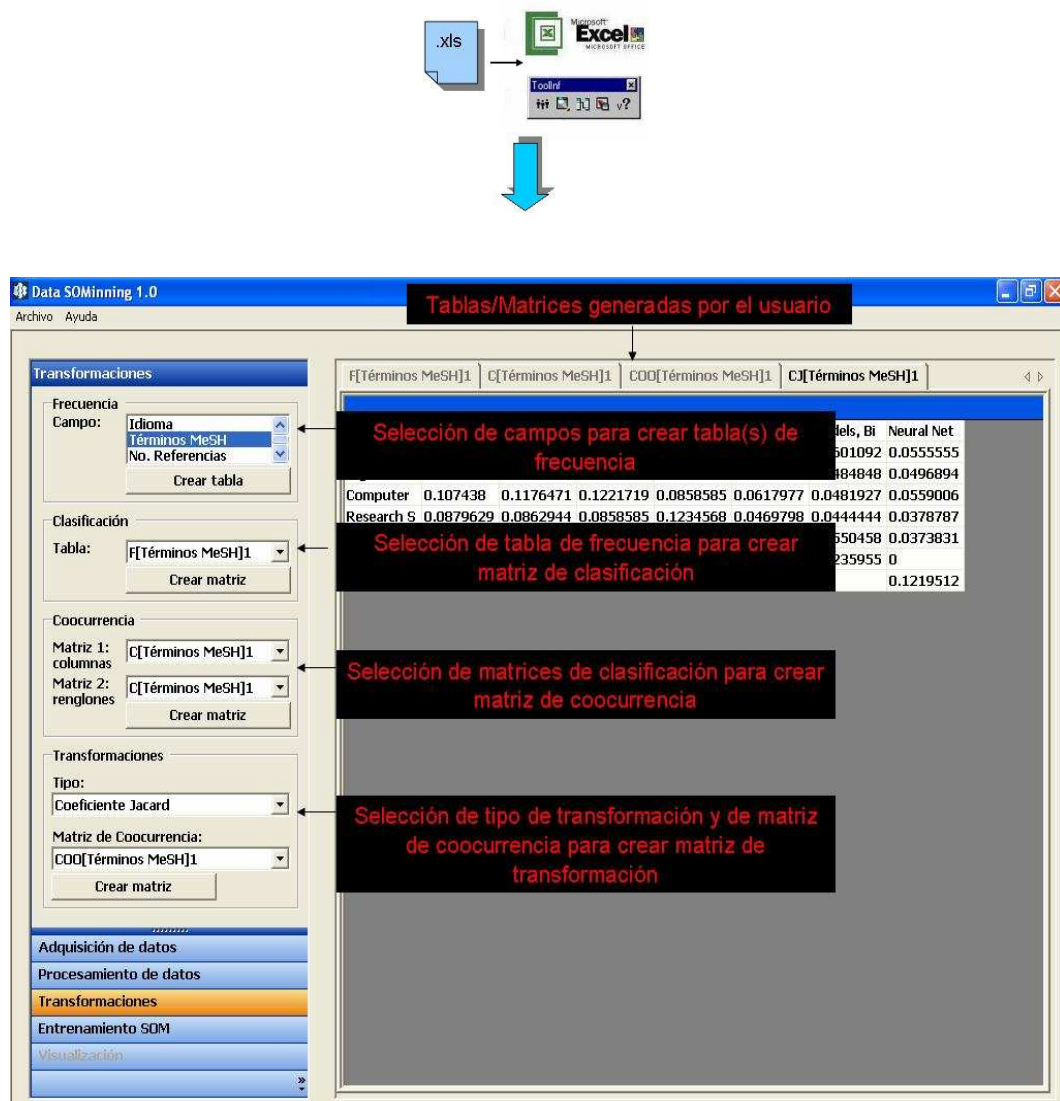 .xls
Microsoft
Excel
MICROSOFT OFFICE
ToolInf
v?
Data SOMinning 1.0
Archivo Ayuda
Tablas/Matrices generadas por el usuario
Transformaciones
F[Términos MeSH]1 C[Términos MeSH]1 COO[Términos MeSH]1 CJ[Términos MeSH]1
Frecuencia
Campo:
Idioma
Términos MeSH
No. Referencias
Crear tabla
Selección de campos para crear tabla(s) de
frecuencia
dels, Bi Neural Net
501092 0.0555555
484848 0.0496894
Computer 0.107438 0.1176471 0.1221719 0.0858585 0.0617977 0.0481927 0.0559006
Research S 0.0879629 0.0862944 0.0858585 0.1234568 0.0469798 0.0444444 0.0378787
550458 0.0373831
235955 0
0.1219512
Clasificación
Tabla:
F[Términos MeSH]1
Crear matriz
Selección de tabla de frecuencia para crear
matriz de clasificación
Coocurrencia
Matriz 1:
columnas
C[Términos MeSH]1
Matriz 2:
renglones
C[Términos MeSH]1
Crear matriz
Selección de matrices de clasificación para crear
matriz de coocurrencia
Transformaciones
Tipo:
Coeficiente Jacard
Matriz de Coocurrencia:
COO[Términos MeSH]1
Crear matriz
Selección de tipo de transformación y de matriz
de coocurrencia para crear matriz de
transformación
Adquisición de datos
Procesamiento de datos
Transformaciones
Entrenamiento SOM
Visualización